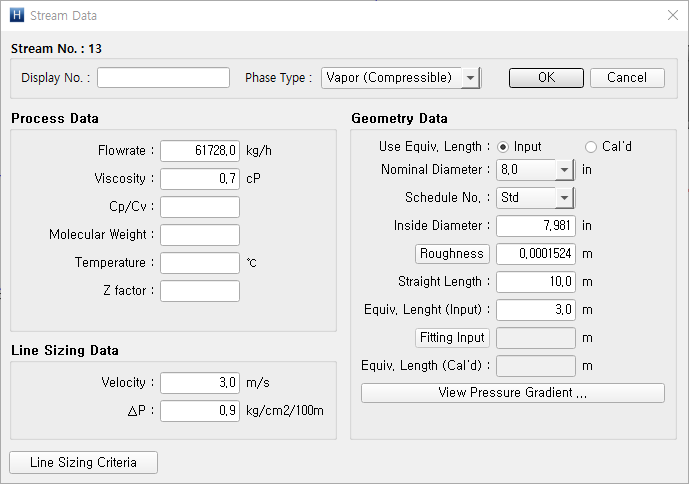 H Stream Data
Stream No. : 13
Display No. : Phase Type : Vapor (Compressible) OK Cancel
Process Data
Flowrate : 61728.0 kg/h
Viscosity : 0.7 cP
Cp/Cv :
Molecular Weight :
Temperature : ℃
Z factor :
Line Sizing Data
Velocity : 3.0 m/s
△P : 0.9 kg/cm2/100m
Line Sizing Criteria
Geometry Data
Use Equiv. Length : Input Cal'd
Nominal Diameter : 8.0 in
Schedule No. : Std
Inside Diameter : 7.981 in
Roughness 0.0001524 m
Straight Length : 10.0 m
Equiv. Lenght (Input) : 3.0 m
Fitting Input m
Equiv. Length (Cal'd) : m
View Pressure Gradient ...